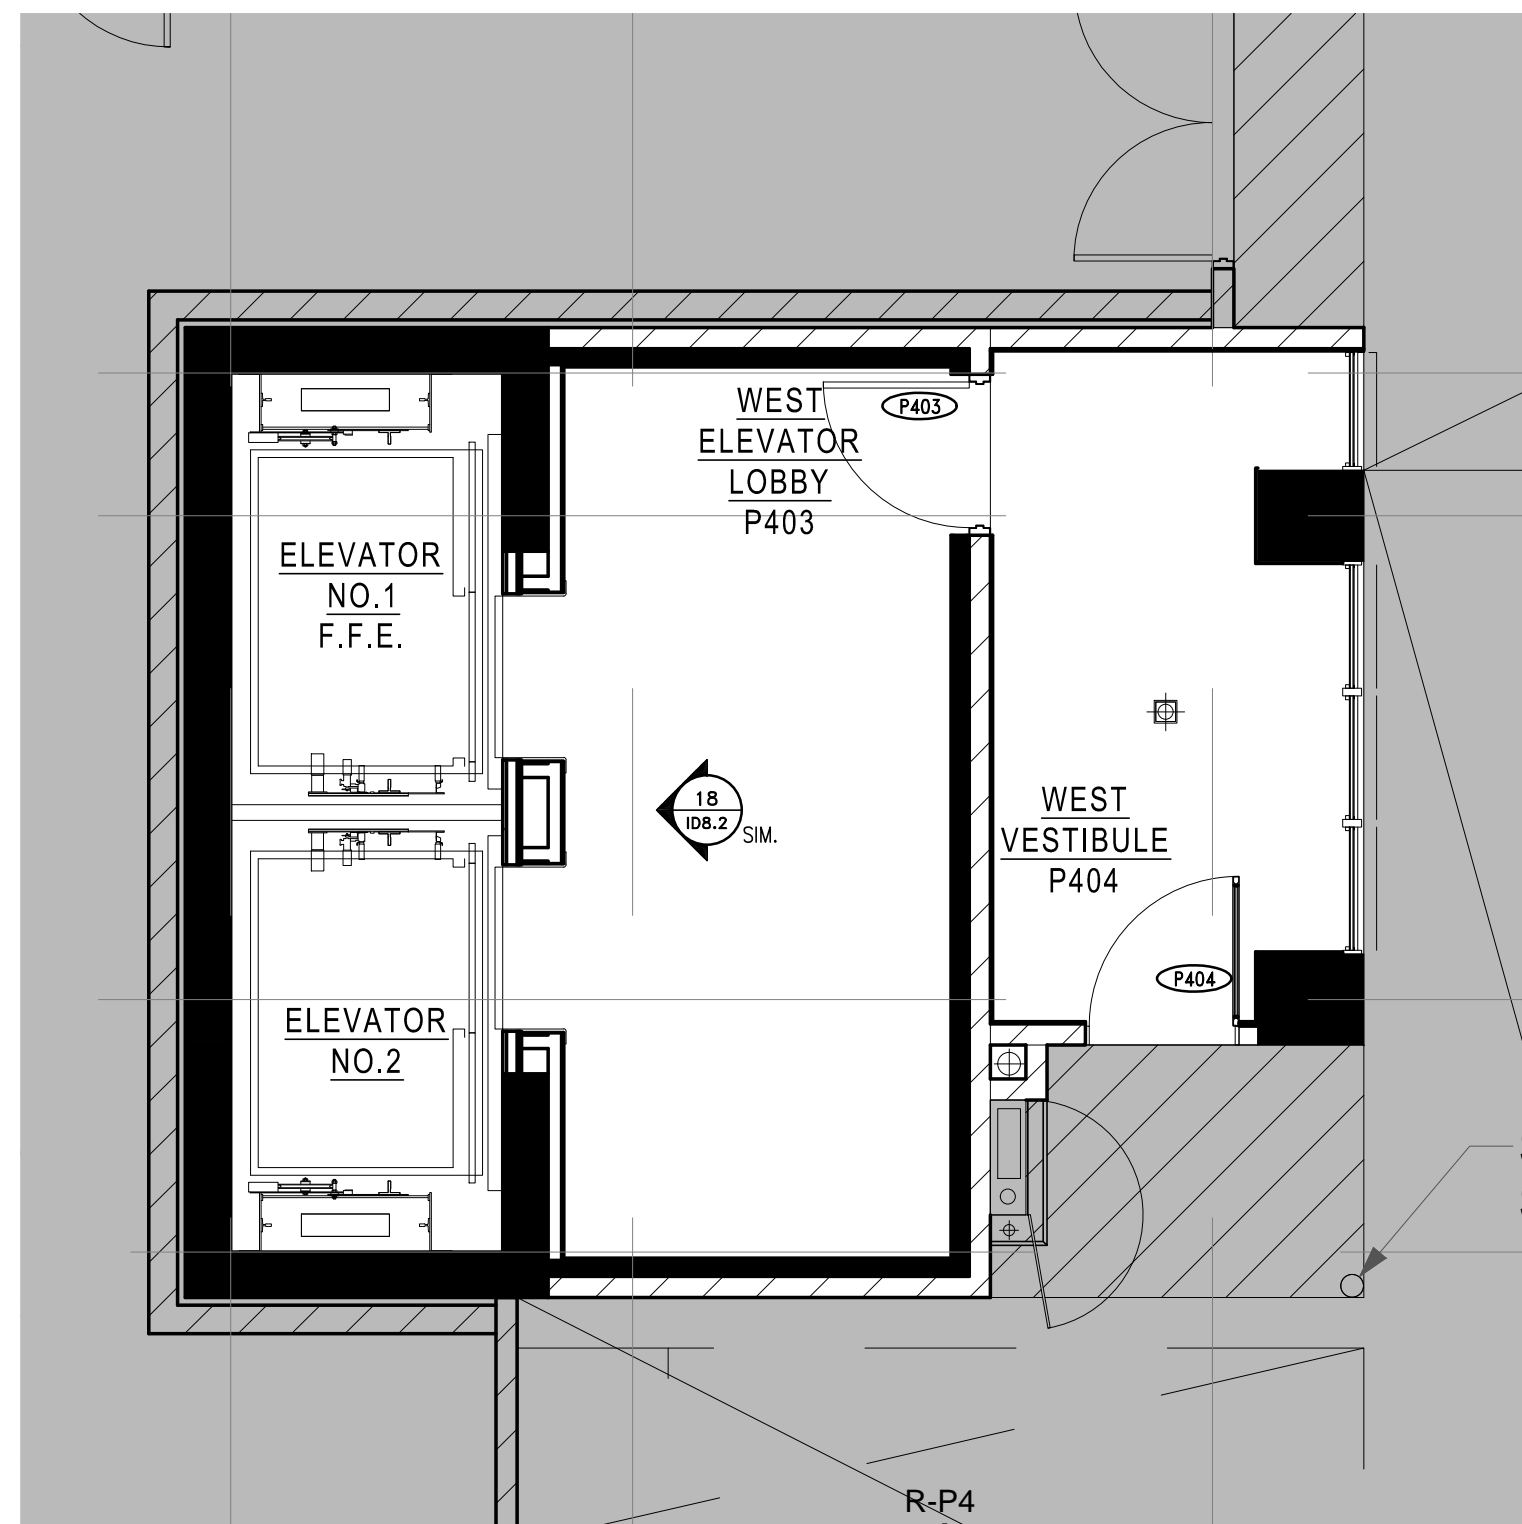 WEST
ELEVATOR
LOBBY
P403
P403
ELEVATOR
NO.1
F.F.E.
18
ID8.2
SIM.
WEST
VESTIBULE
P404
P404
ELEVATOR
NO.2
R-P4